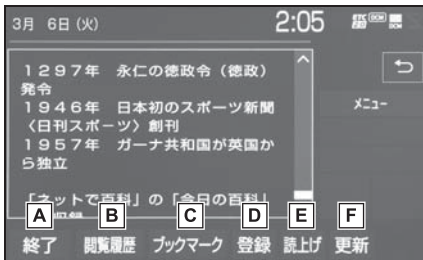 3月 6日 (火)
2:05
ETC
DCM
メニュー
1297年 永仁の徳政令（徳政）
発令
1946年 日本初のスポーツ新聞
〈日刊スポーツ〉創刊
1957年 ガーナ共和国が英国か
ら独立
「ネットで百科」の「今日の百科」
A
B
C
D
E
F
終了
閲覧履歴
ブックマーク
登録
読上げ
更新